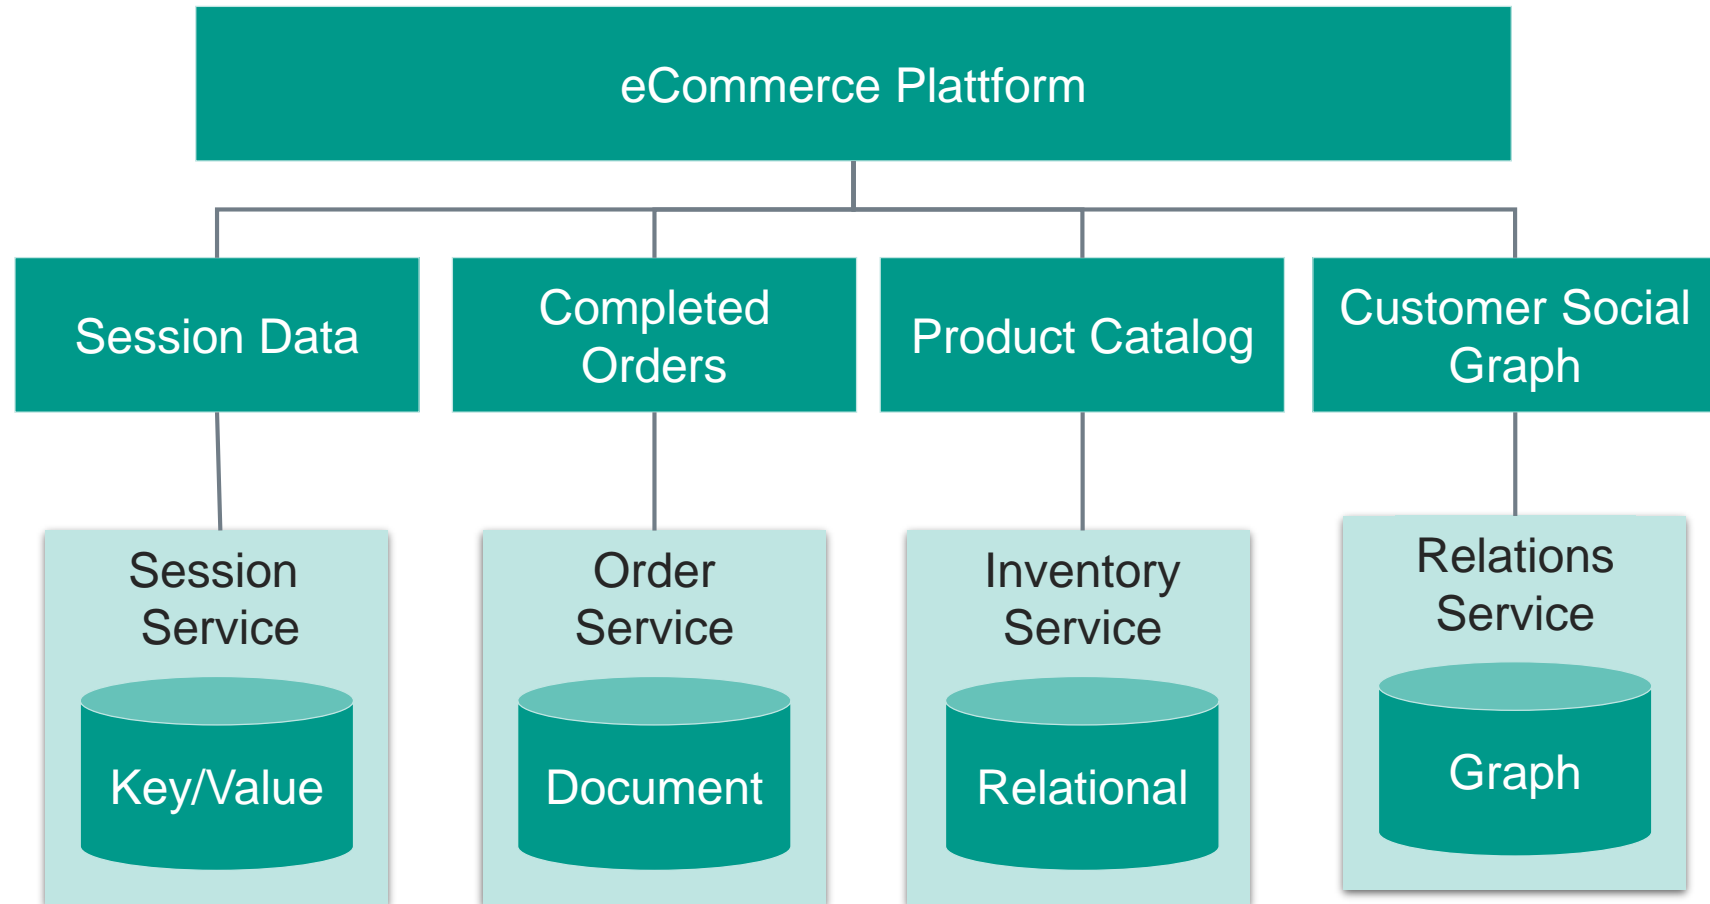 eCommerce Plattform
Session Data
Completed
Orders
Product Catalog
Customer Social
Graph
Session
Service
Key/Value
Order
Service
Document
Inventory
Service
Relational
Relations
Service
Graph